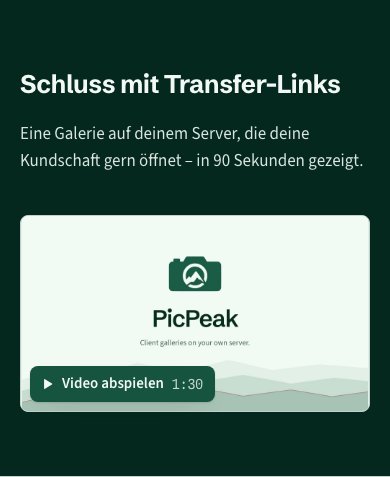 Schluss mit Transfer-Links
Eine Galerie auf deinem Server, die deine
Kundschaft gern öffnet – in 90 Sekunden gezeigt.
PicPeak
Client galleries on your own server.
Video abspielen 1:30